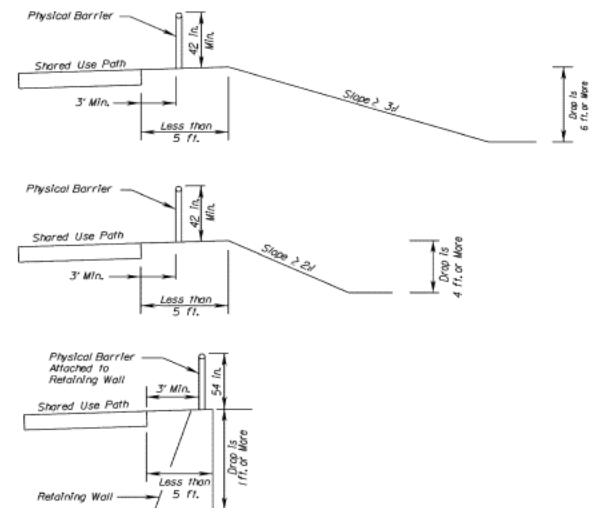 Physical Barrier
42 in.
Min.
Shared Use Path
3' Min.
Less than
5 ft.
Slope ≥ 3:1
Drop is
6 ft. or More
Physical Barrier
42 in.
Min.
Shared Use Path
3' Min.
Less than
5 ft.
Slope ≥ 2:1
Drop is
4 ft. or More
Physical Barrier
Attached to
Retaining Wall
54 in.
3' Min.
Shared Use Path
Drop is
1 ft. or More
Less than
5 ft.
Retaining Wall